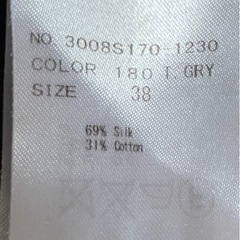 NO. 3008S170-1230
COLOR 180 T.GRY
SIZE 38
69% Silk
31% Cotton